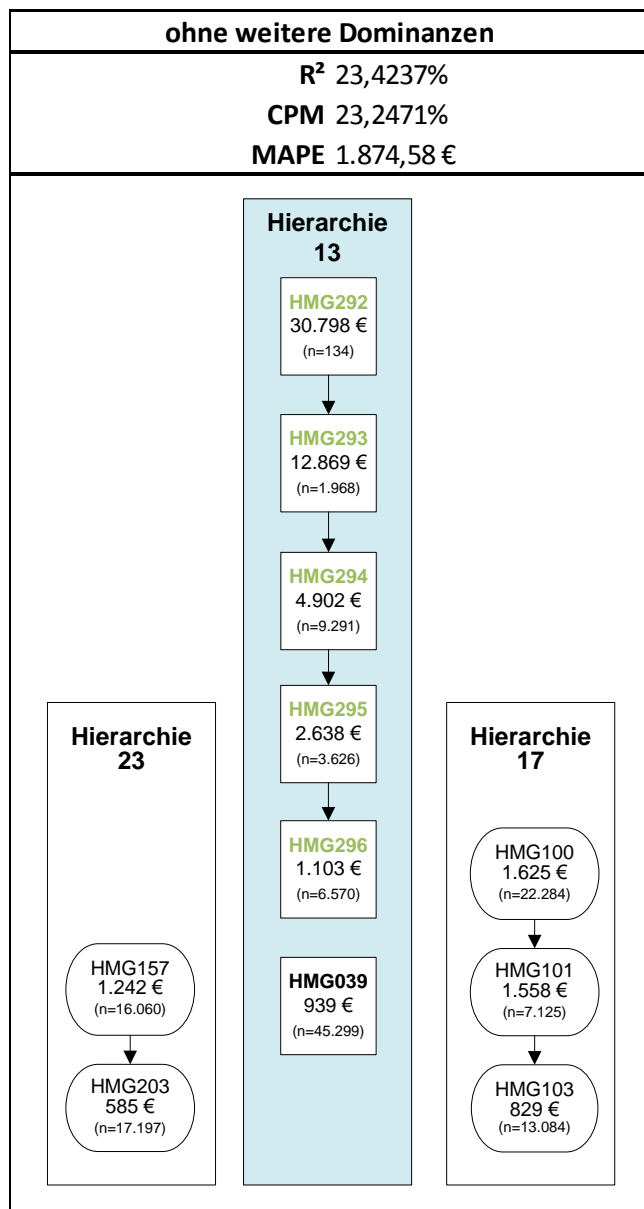 ohne weitere Dominanzen
R² 23,4237%
CPM 23,2471%
MAPE 1.874,58 €
Hierarchie
13
HMG292
30.798 €
(n=134)
HMG293
12.869 €
(n=1.968)
HMG294
4.902 €
(n=9.291)
HMG295
2.638 €
(n=3.626)
HMG296
1.103 €
(n=6.570)
HMG039
939 €
(n=45.299)
Hierarchie
23
HMG157
1.242 €
(n=16.060)
HMG203
585 €
(n=17.197)
Hierarchie
17
HMG100
1.625 €
(n=22.284)
HMG101
1.558 €
(n=7.125)
HMG103
829 €
(n=13.084)